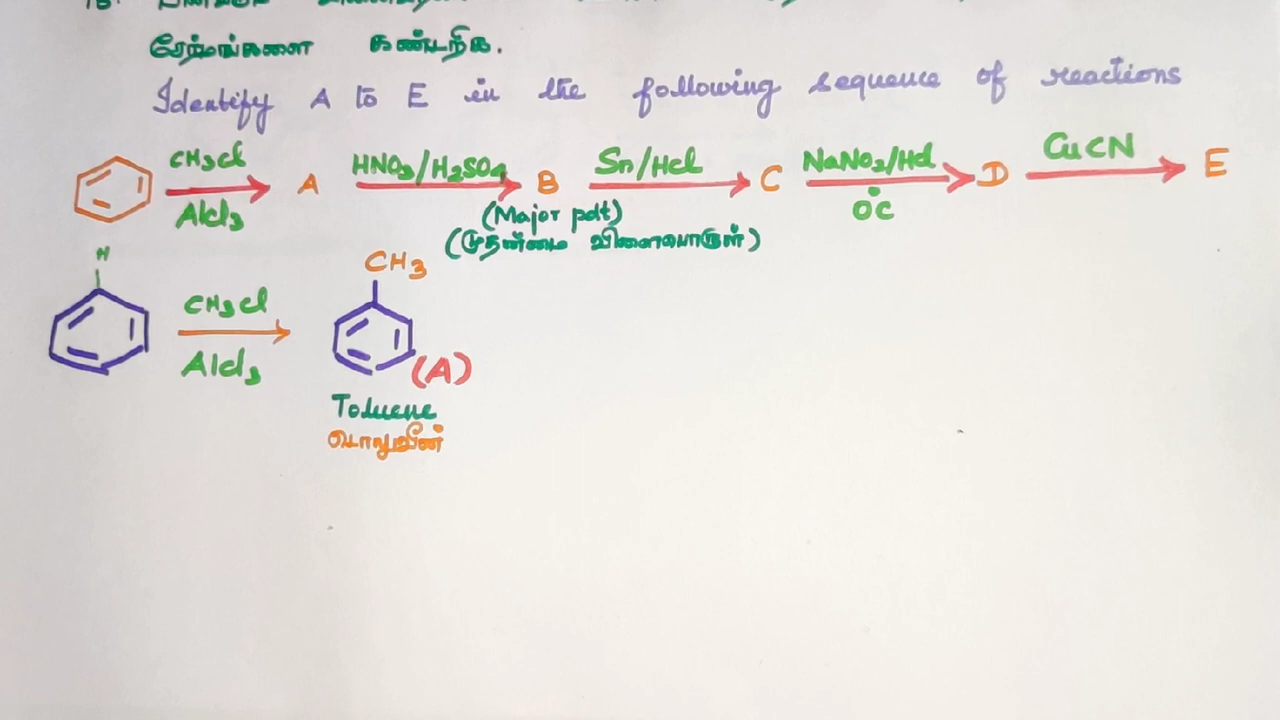 சேர்மங்களை கண்டறிக.
Identify A to E in the following sequence of reactions
CH3Cl HNO3/H2SO4 Sn/HCl NaNO2/HCl CuCN
A B C D E
AlCl3 (Major pdt) 0°C
(முதன்மை விளைபொருள்)
H CH3
CH3Cl
AlCl3 (A)
Toluene
டொலுவீன்